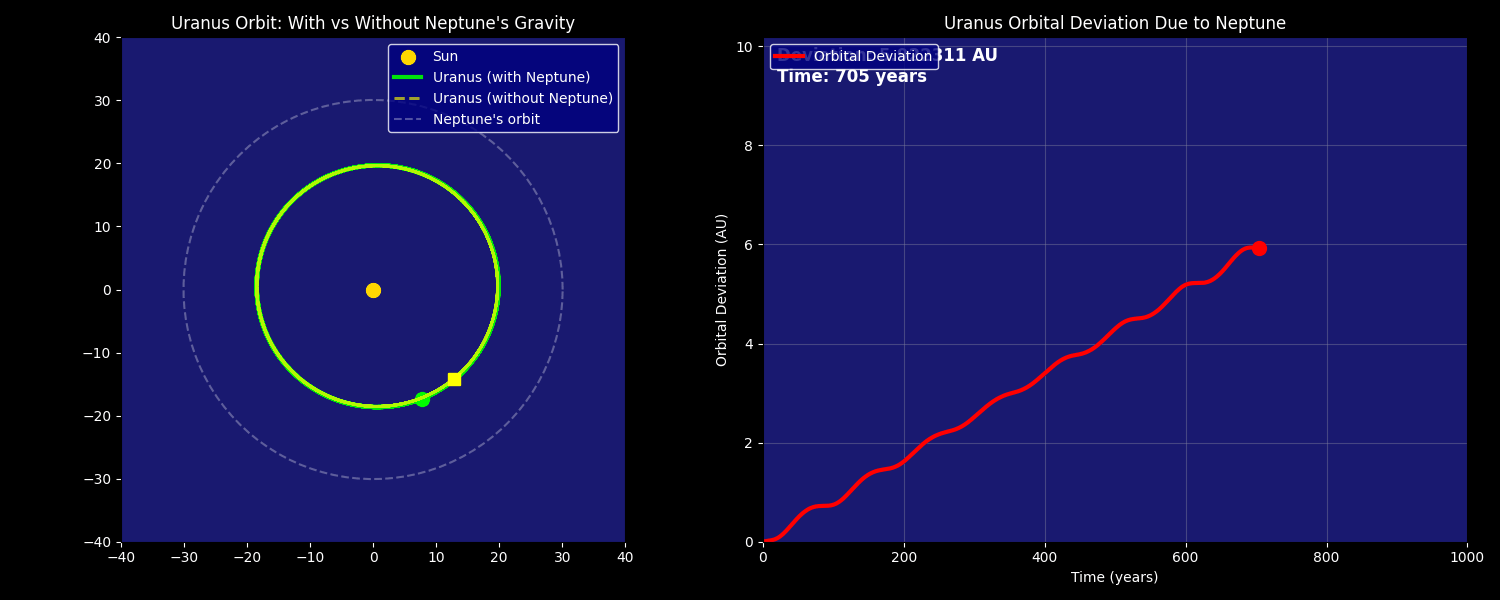 Uranus Orbit: With vs Without Neptune's Gravity
Sun
Uranus (with Neptune)
Uranus (without Neptune)
Neptune's orbit
40
30
20
10
0
−10
−20
−30
−40
−40 −30 −20 −10 0 10 20 30 40
Uranus Orbital Deviation Due to Neptune
Orbital Deviation
311 AU
Time: 705 years
Orbital Deviation (AU)
10
8
6
4
2
0
0 200 400 600 800 1000
Time (years)